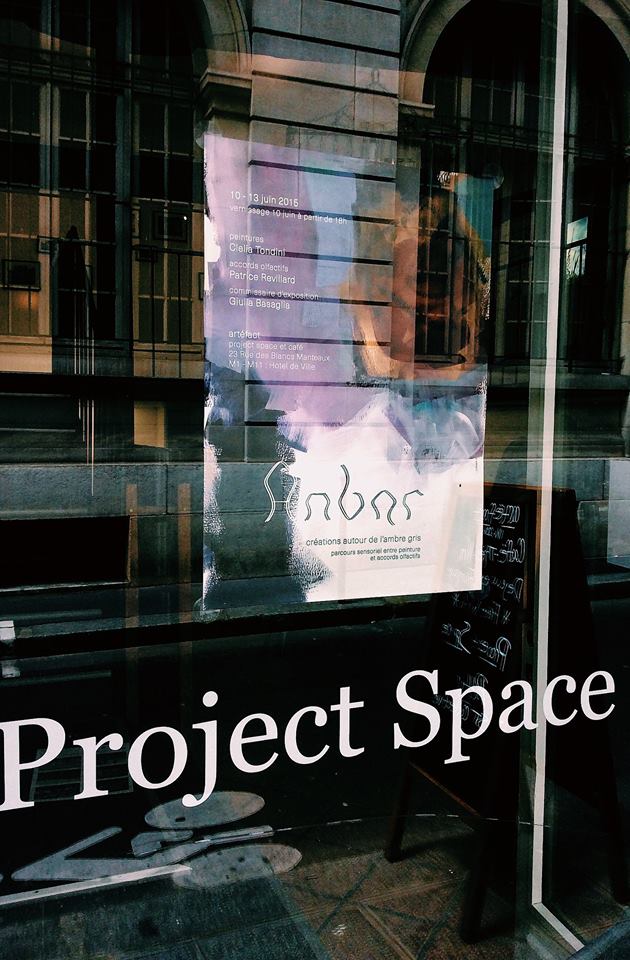 10 - 13 juin 2015
vernissage 10 juin à partir de 18h
peintures
Clelia Tondini
accords olfactifs
Patrice Revillard
commissaire d'exposition
Giulia Basaglia
artéfact
project space et café
23 Rue des Blancs Manteaux
M1 - M11 : Hotel de Ville
Anbar
créations autour de l'ambre gris
parcours sensoriel entre peinture
et accords olfactifs
Project Space